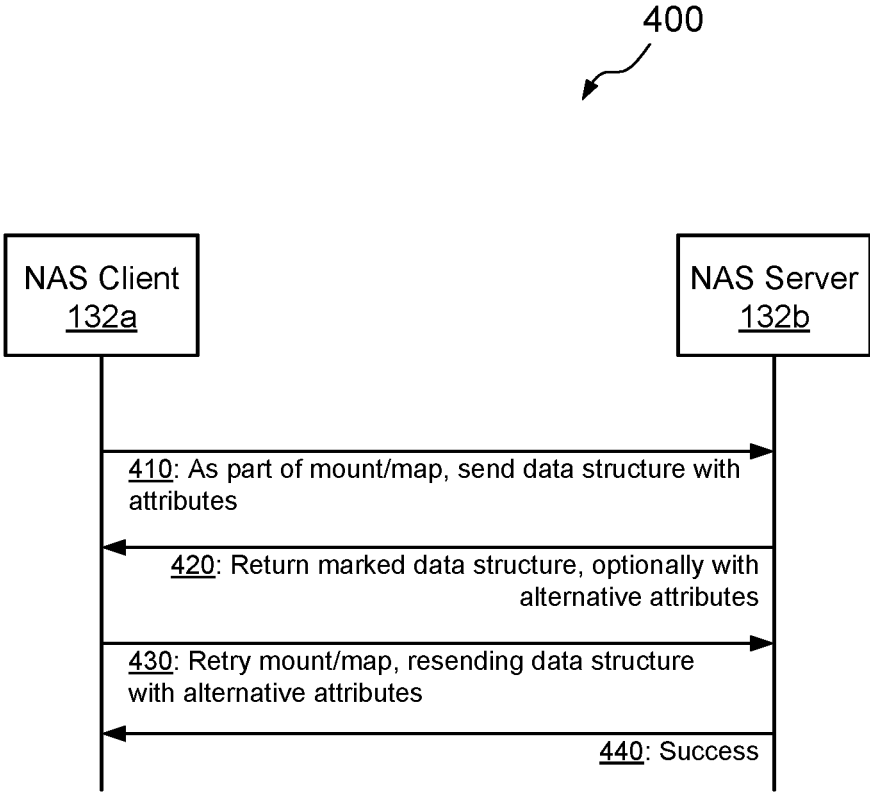 400
NAS Client
132a
NAS Server
132b
410: As part of mount/map, send data structure with
attributes
420: Return marked data structure, optionally with
alternative attributes
430: Retry mount/map, resending data structure
with alternative attributes
440: Success